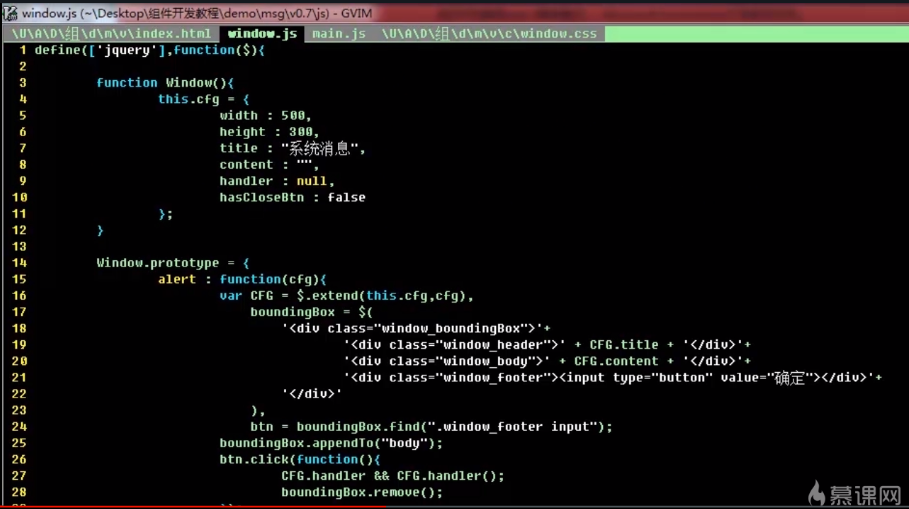 window.js (~\Desktop\组件开发教程\demo\msg\v0.7\js) - GVIM
\U\A\D\组\d\m\v\index.html window.js main.js \U\A\D\组\d\m\v\c\window.css
1 define(['jquery'],function($){
2
3 function Window(){
4 this.cfg = {
5 width : 500,
6 height : 300,
7 title : "系统消息",
8 content : "",
9 handler : null,
10 hasCloseBtn : false
11 };
12 }
13
14 Window.prototype = {
15 alert : function(cfg){
16 var CFG = $.extend(this.cfg,cfg),
17 boundingBox = $(
18 '<div class="window_boundingBox">'+
19 '<div class="window_header">' + CFG.title + '</div>'+
20 '<div class="window_body">' + CFG.content + '</div>'+
21 '<div class="window_footer"><input type="button" value="确定"></div>'+
22 '</div>'
23 ),
24 btn = boundingBox.find(".window_footer input");
25 boundingBox.appendTo("body");
26 btn.click(function(){
27 CFG.handler && CFG.handler();
28 boundingBox.remove();
慕课网